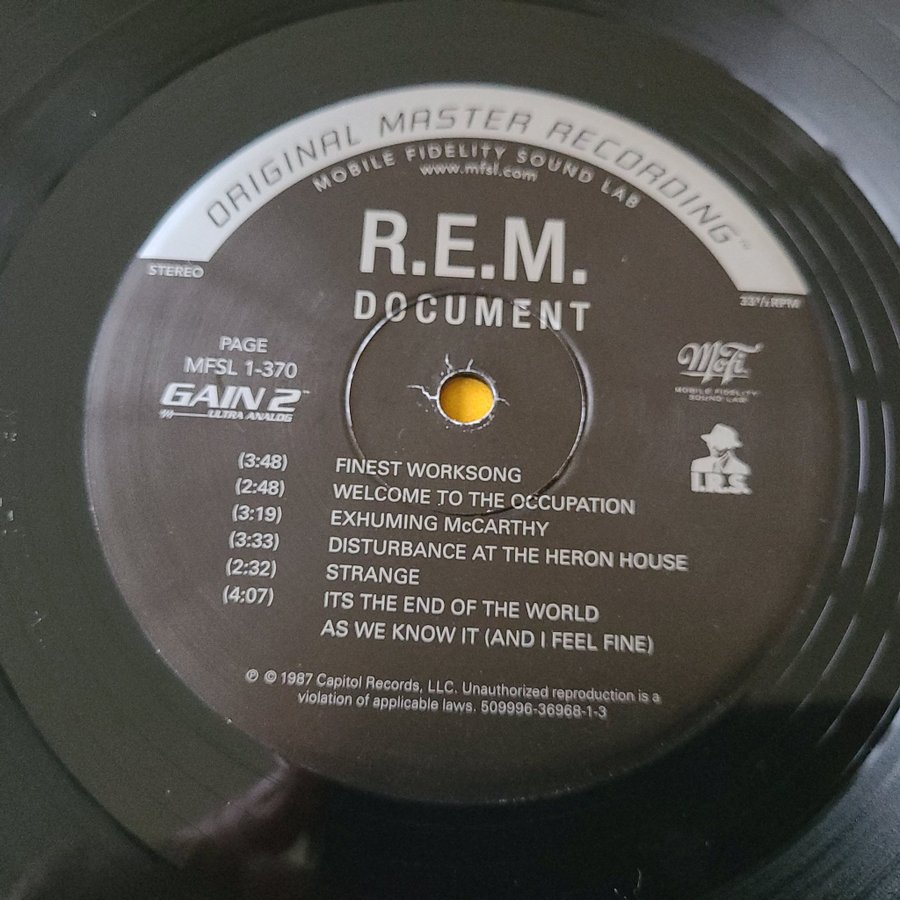 ORIGINAL MASTER RECORDING™
MOBILE FIDELITY SOUND LAB
www.mfsl.com
R.E.M.
DOCUMENT
STEREO
33⅓ RPM
PAGE
MFSL 1-370
GAIN 2™
ULTRA ANALOG
MoFi
MOBILE FIDELITY
SOUND LAB
I.R.S.
(3:48) FINEST WORKSONG
(2:48) WELCOME TO THE OCCUPATION
(3:19) EXHUMING McCARTHY
(3:33) DISTURBANCE AT THE HERON HOUSE
(2:32) STRANGE
(4:07) ITS THE END OF THE WORLD
AS WE KNOW IT (AND I FEEL FINE)
℗ © 1987 Capitol Records, LLC. Unauthorized reproduction is a
violation of applicable laws. 509996-36968-1-3